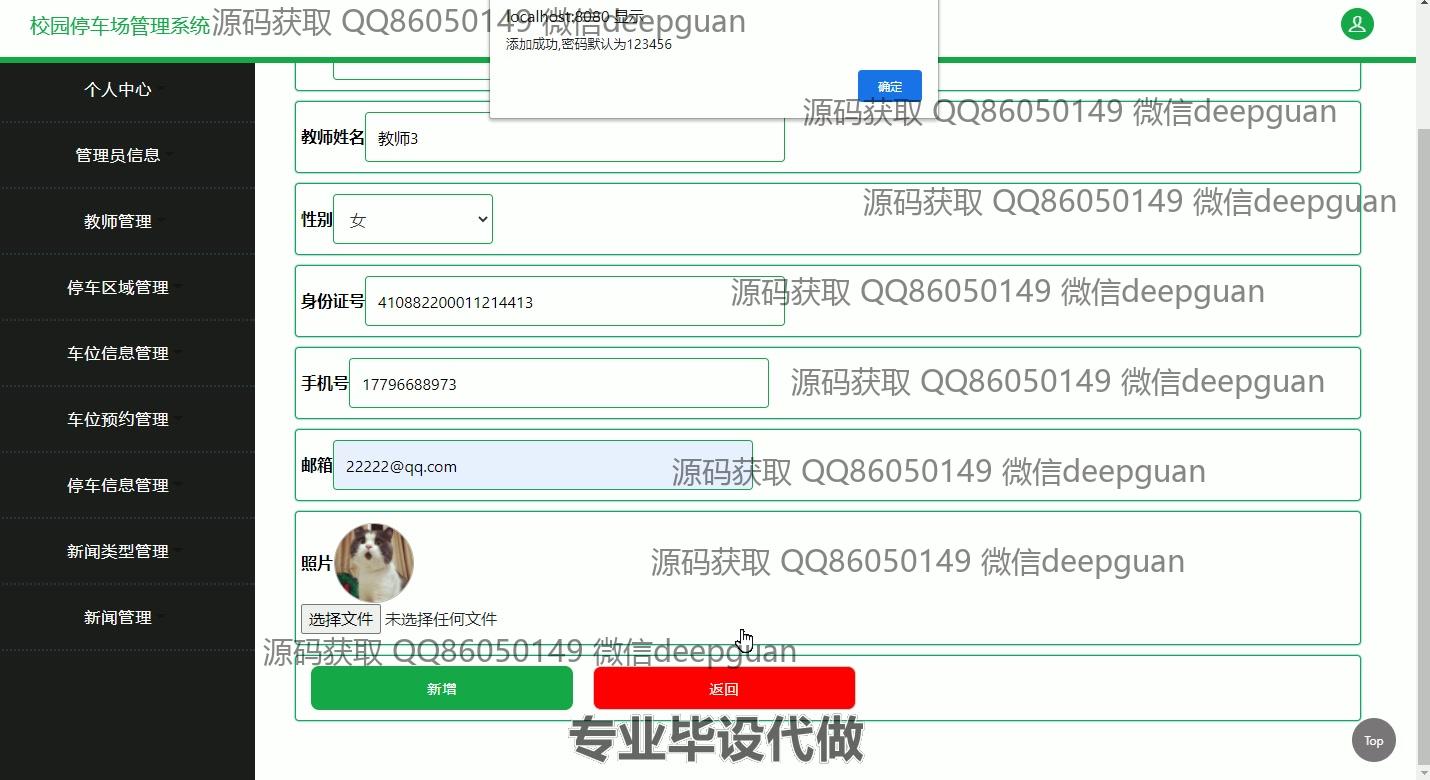 校园停车场管理系统
源码获取 QQ86050149 微信deepguan
localhost:8080 显示
添加成功,密码默认为123456
确定
个人中心
管理员信息
教师管理
停车区域管理
车位信息管理
车位预约管理
停车信息管理
新闻类型管理
新闻管理
源码获取 QQ86050149 微信deepguan
教师姓名 教师3
源码获取 QQ86050149 微信deepguan
性别 女
身份证号 410882200011214413
源码获取 QQ86050149 微信deepguan
手机号 17796688973
源码获取 QQ86050149 微信deepguan
邮箱 22222@qq.com
源码获取 QQ86050149 微信deepguan
照片
源码获取 QQ86050149 微信deepguan
选择文件 未选择任何文件
源码获取 QQ86050149 微信deepguan
新增
返回
专业毕设代做
Top